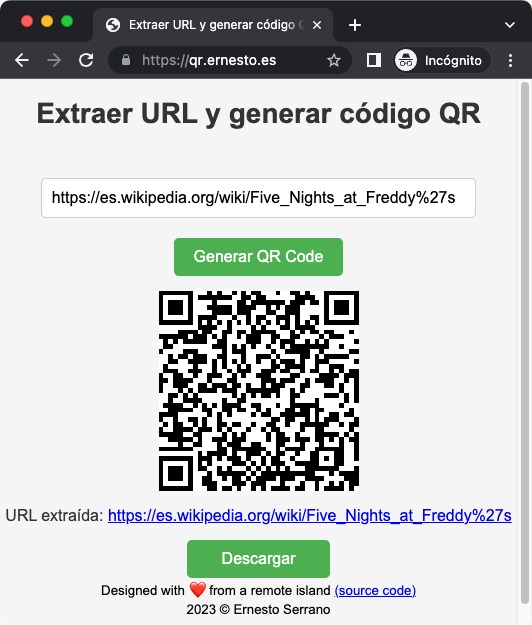 Extraer URL y generar código
https://qr.ernesto.es
Incógnito
Extraer URL y generar código QR
https://es.wikipedia.org/wiki/Five_Nights_at_Freddy%27s
Generar QR Code
URL extraída: https://es.wikipedia.org/wiki/Five_Nights_at_Freddy%27s
Descargar
Designed with ❤️ from a remote island (source code)
2023 © Ernesto Serrano